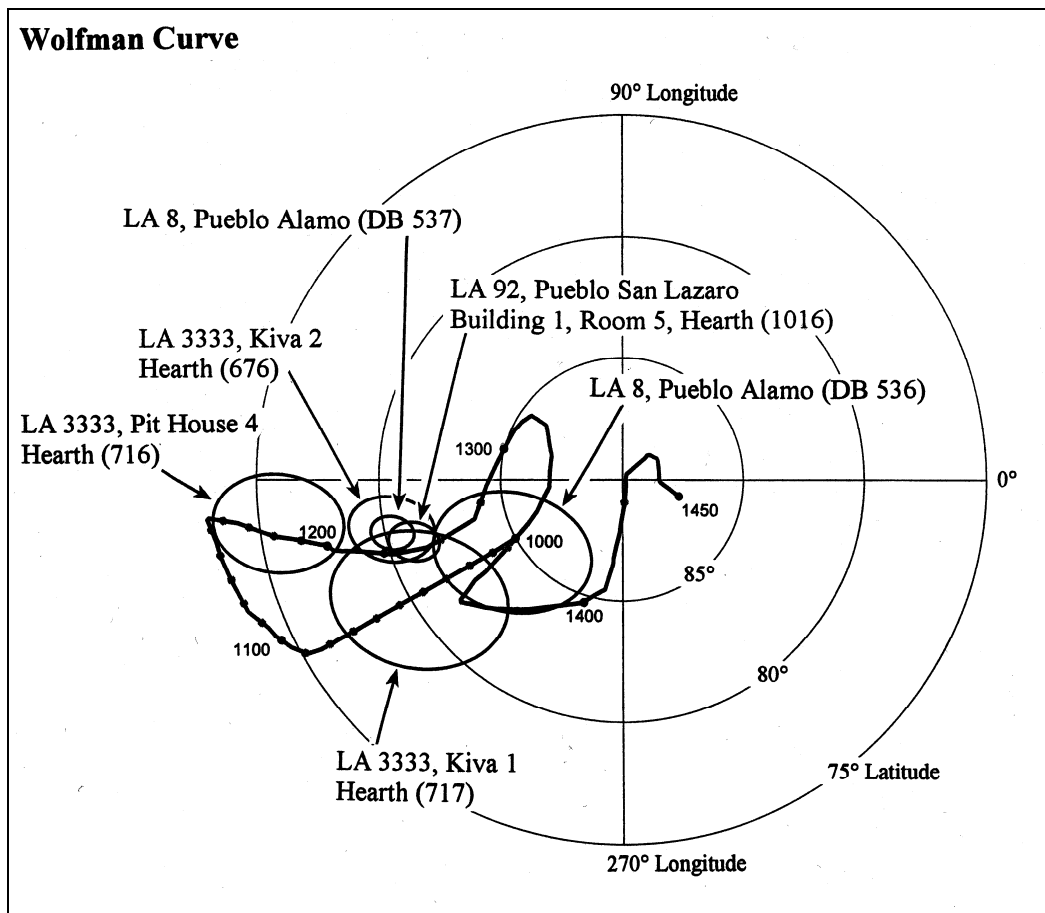 Wolfman Curve
90° Longitude
LA 8, Pueblo Alamo (DB 537)
LA 92, Pueblo San Lazaro
Building 1, Room 5, Hearth (1016)
LA 3333, Kiva 2
Hearth (676)
LA 8, Pueblo Alamo (DB 536)
LA 3333, Pit House 4
Hearth (716)
1300
0°
1450
1200
1000
85°
1400
1100
80°
LA 3333, Kiva 1
Hearth (717)
75° Latitude
270° Longitude